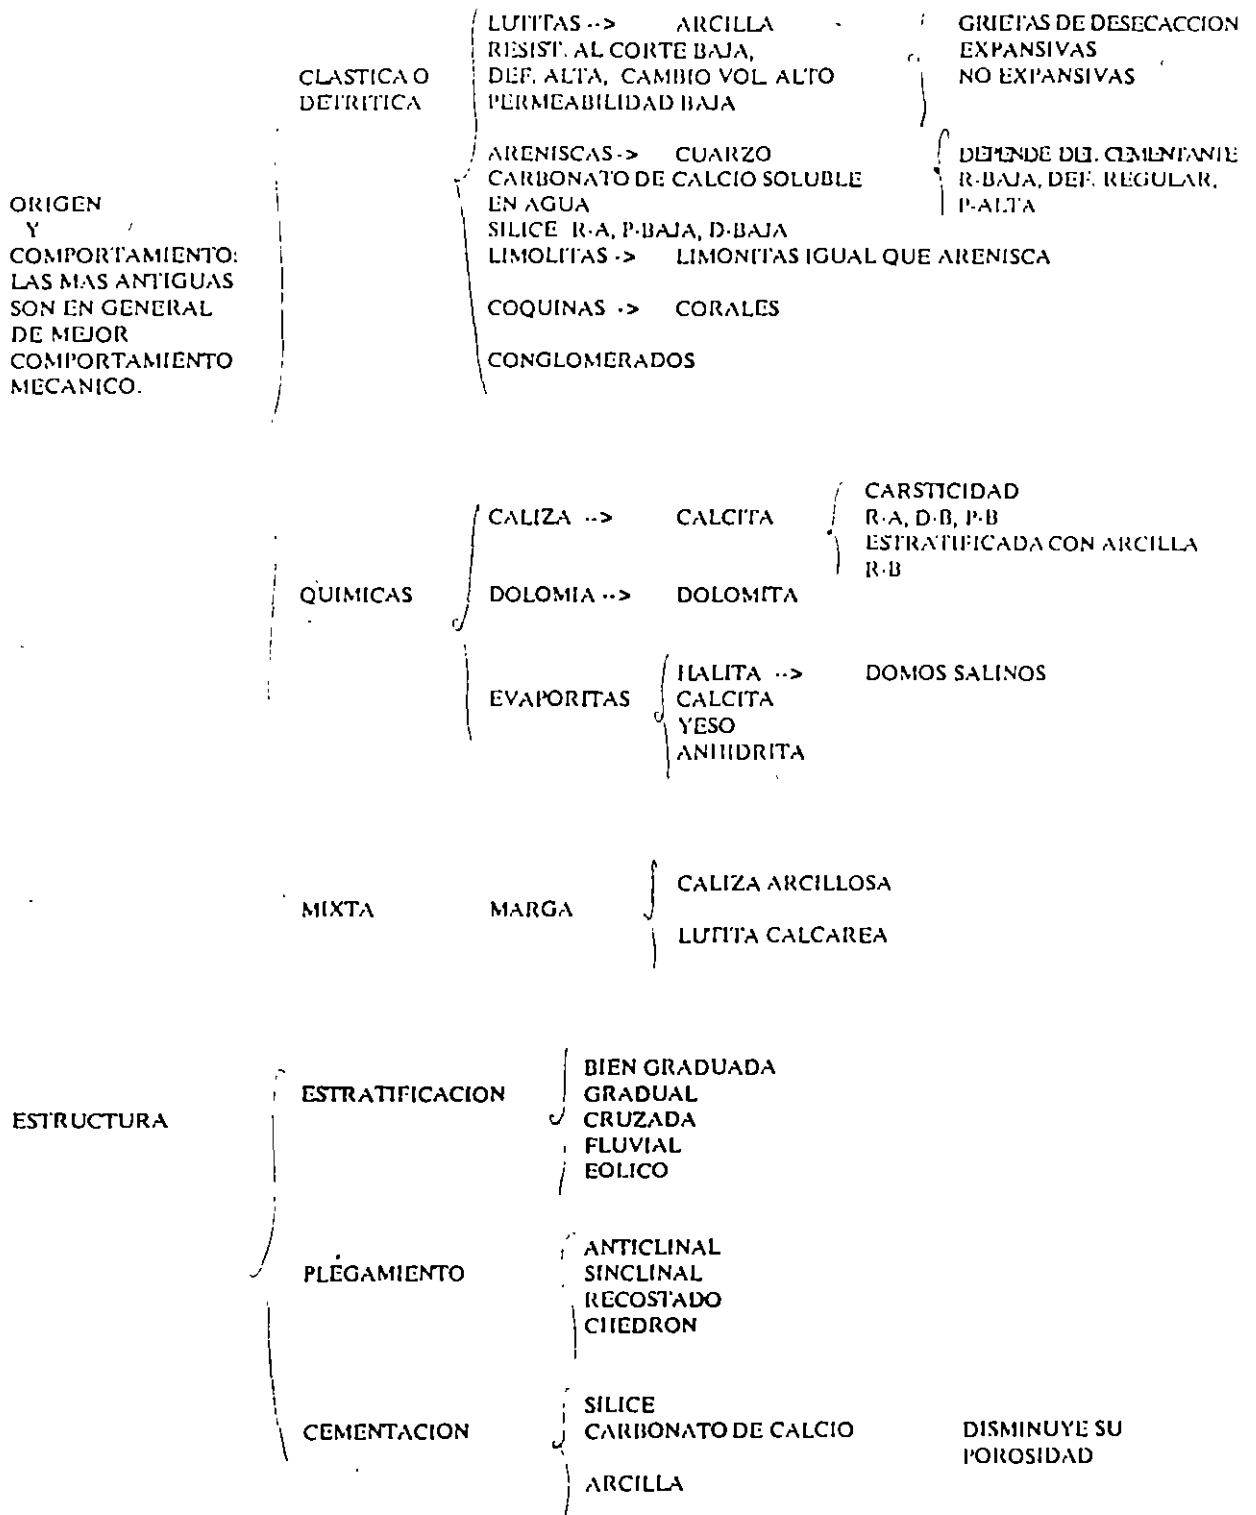 ORIGEN
Y
COMPORTAMIENTO:
LAS MAS ANTIGUAS
SON EN GENERAL
DE MEJOR
COMPORTAMIENTO
MECANICO.
CLASTICA O
DETRITICA
LUTITAS --> ARCILLA
RESIST. AL CORTE BAJA,
DEF. ALTA, CAMBIO VOL. ALTO
PERMEABILIDAD BAJA
GRIETAS DE DESECACCION
EXPANSIVAS
NO EXPANSIVAS
ARENISCAS-> CUARZO
CARBONATO DE CALCIO SOLUBLE
EN AGUA
SILICE R-A, P-BAJA, D-BAJA
DEPENDE DEL CEMENTANTE
R-BAJA, DEF. REGULAR,
P-ALTA
LIMOLITAS -> LIMONITAS IGUAL QUE ARENISCA
COQUINAS -> CORALES
CONGLOMERADOS
QUIMICAS
CALIZA --> CALCITA
CARSTICIDAD
R-A, D-B, P-B
ESTRATIFICADA CON ARCILLA
R-B
DOLOMIA --> DOLOMITA
EVAPORITAS
HALITA --> DOMOS SALINOS
CALCITA
YESO
ANHIDRITA
MIXTA
MARGA
CALIZA ARCILLOSA
LUTITA CALCAREA
ESTRUCTURA
ESTRATIFICACION
BIEN GRADUADA
GRADUAL
CRUZADA
FLUVIAL
EOLICO
PLEGAMIENTO
ANTICLINAL
SINCLINAL
RECOSTADO
CHEDRON
CEMENTACION
SILICE
CARBONATO DE CALCIO
ARCILLA
DISMINUYE SU
POROSIDAD